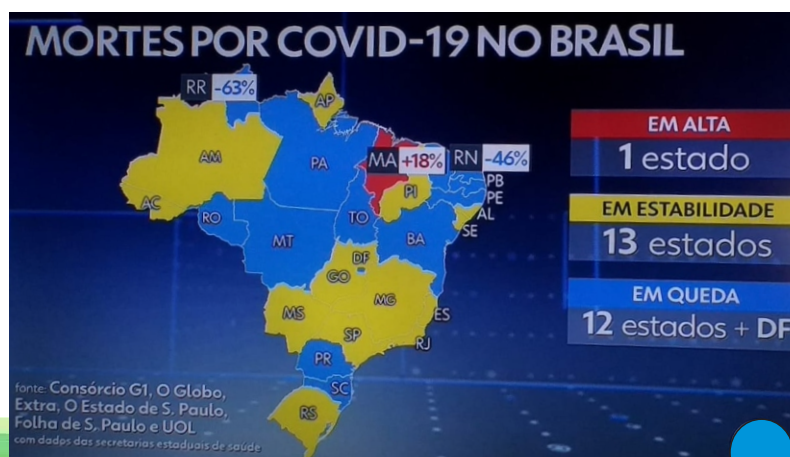 MORTES POR COVID-19 NO BRASIL
RR -63%
AP
AM
PA
MA +18%
RN -46%
PB
PE
AL
SE
PI
AC
RO
TO
BA
MT
DF
GO
MG
MS
ES
SP
RJ
PR
SC
RS
EM ALTA
1 estado
EM ESTABILIDADE
13 estados
EM QUEDA
12 estados + DF
fonte: Consórcio G1, O Globo,
Extra, O Estado de S. Paulo,
Folha de S. Paulo e UOL
com dados das secretarias estaduais de saúde